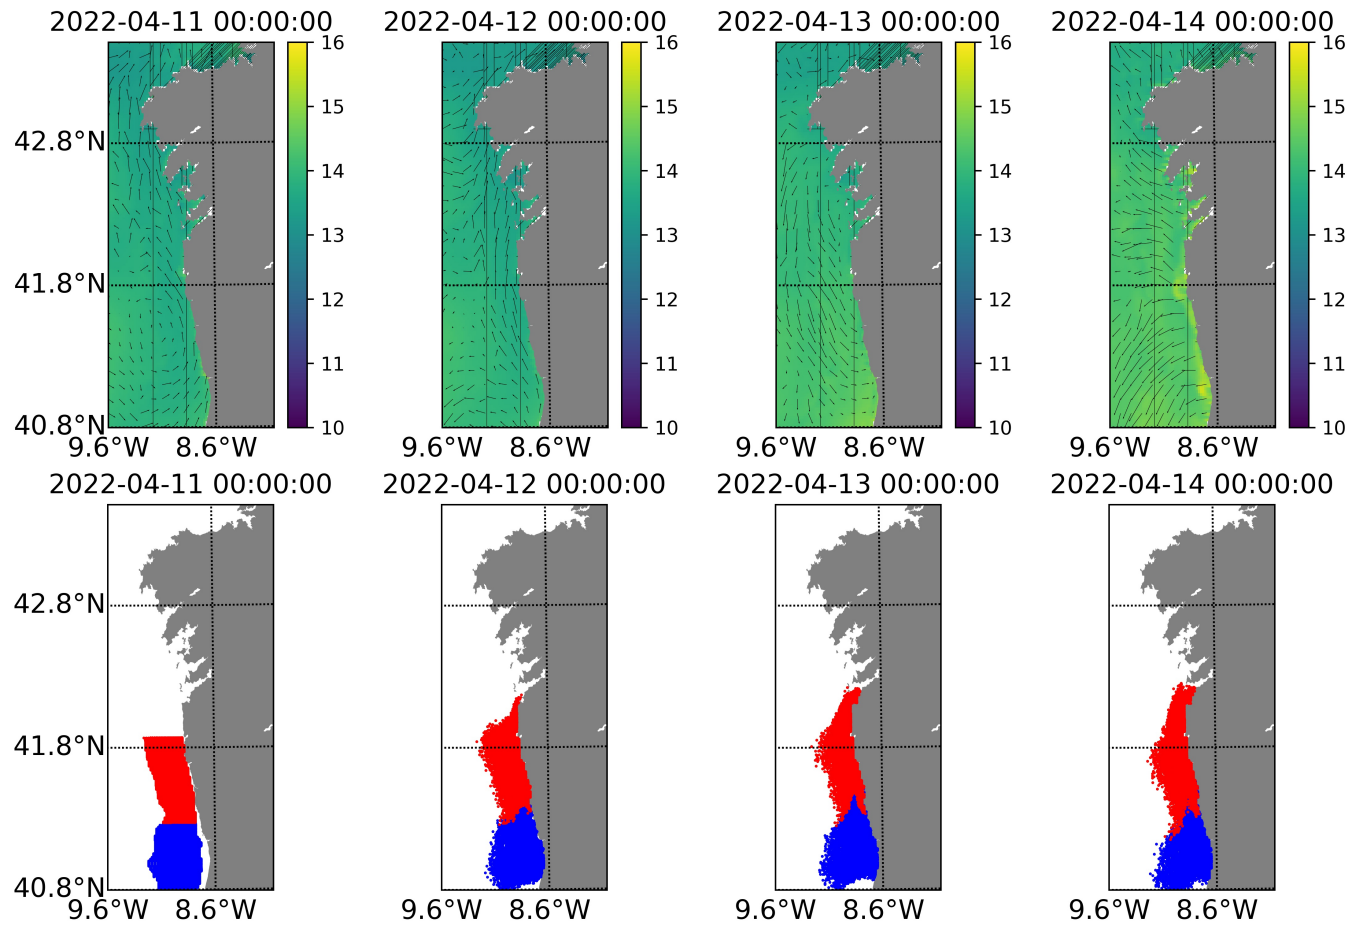 2022-04-11 00:00:00 2022-04-12 00:00:00 2022-04-13 00:00:00 2022-04-14 00:00:00
16 16 16 16
15 15 15 15
42.8°N
14 14 14 14
13 13 13 13
41.8°N
12 12 12 12
11 11 11 11
40.8°N 10 10 10 10
9.6°W 8.6°W 9.6°W 8.6°W 9.6°W 8.6°W 9.6°W 8.6°W
2022-04-11 00:00:00 2022-04-12 00:00:00 2022-04-13 00:00:00 2022-04-14 00:00:00
42.8°N
41.8°N
40.8°N
9.6°W 8.6°W 9.6°W 8.6°W 9.6°W 8.6°W 9.6°W 8.6°W